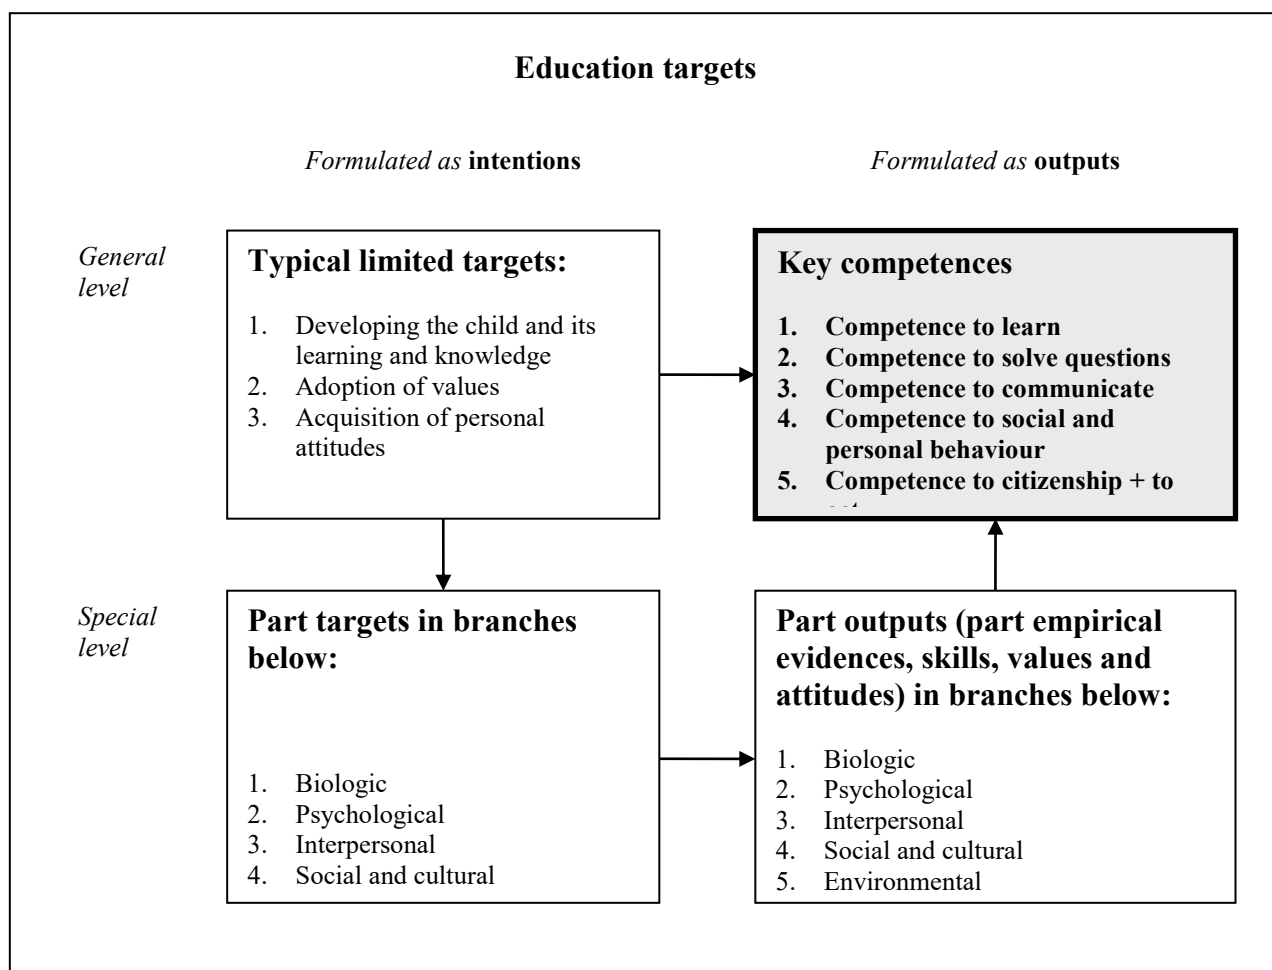 Education targets
Formulated as intentions
Formulated as outputs
General
level
Typical limited targets:
1. Developing the child and its
learning and knowledge
2. Adoption of values
3. Acquisition of personal
attitudes
Key competences
1. Competence to learn
2. Competence to solve questions
3. Competence to communicate
4. Competence to social and
personal behaviour
5. Competence to citizenship + to
Special
level
Part targets in branches
below:
1. Biologic
2. Psychological
3. Interpersonal
4. Social and cultural
Part outputs (part empirical
evidences, skills, values and
attitudes) in branches below:
1. Biologic
2. Psychological
3. Interpersonal
4. Social and cultural
5. Environmental